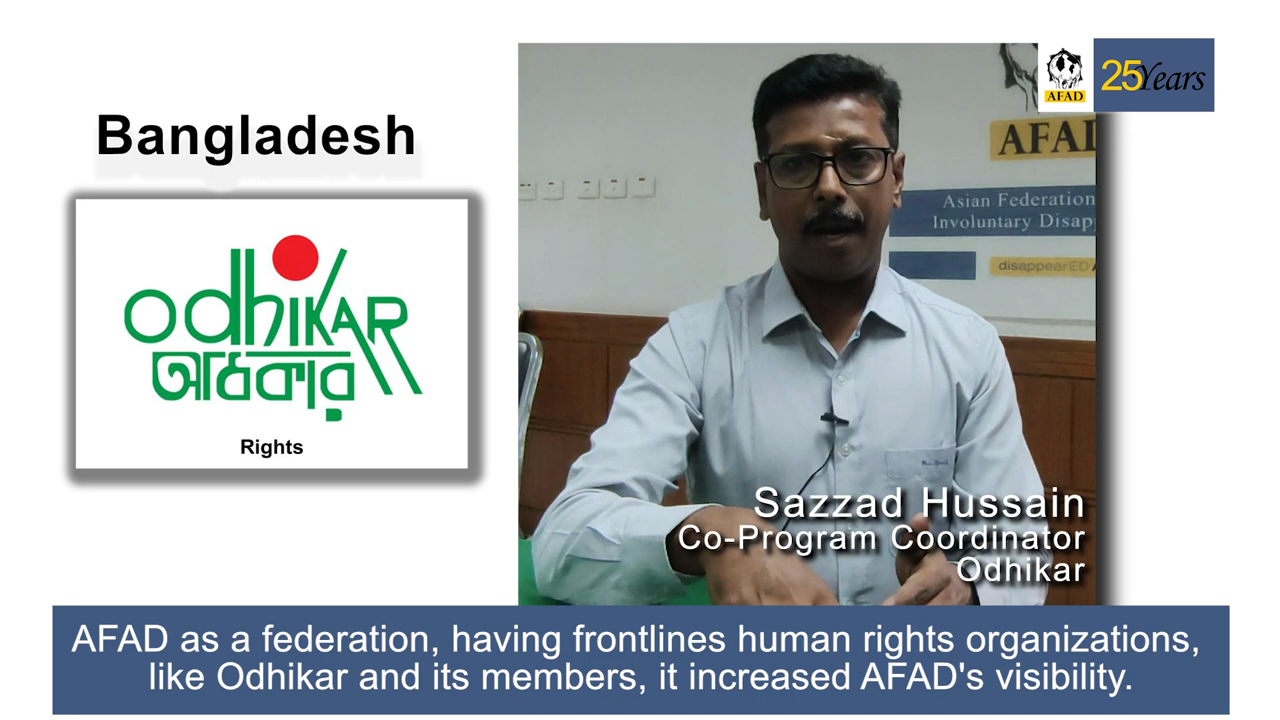 Bangladesh
ODHIKAR
অধিকার
Rights
AFAD
25Years
AFAD
Asian Federation
Involuntary Disap
disappearED
Sazzad Hussain
Co-Program Coordinator
Odhikar
AFAD as a federation, having frontlines human rights organizations,
like Odhikar and its members, it increased AFAD's visibility.